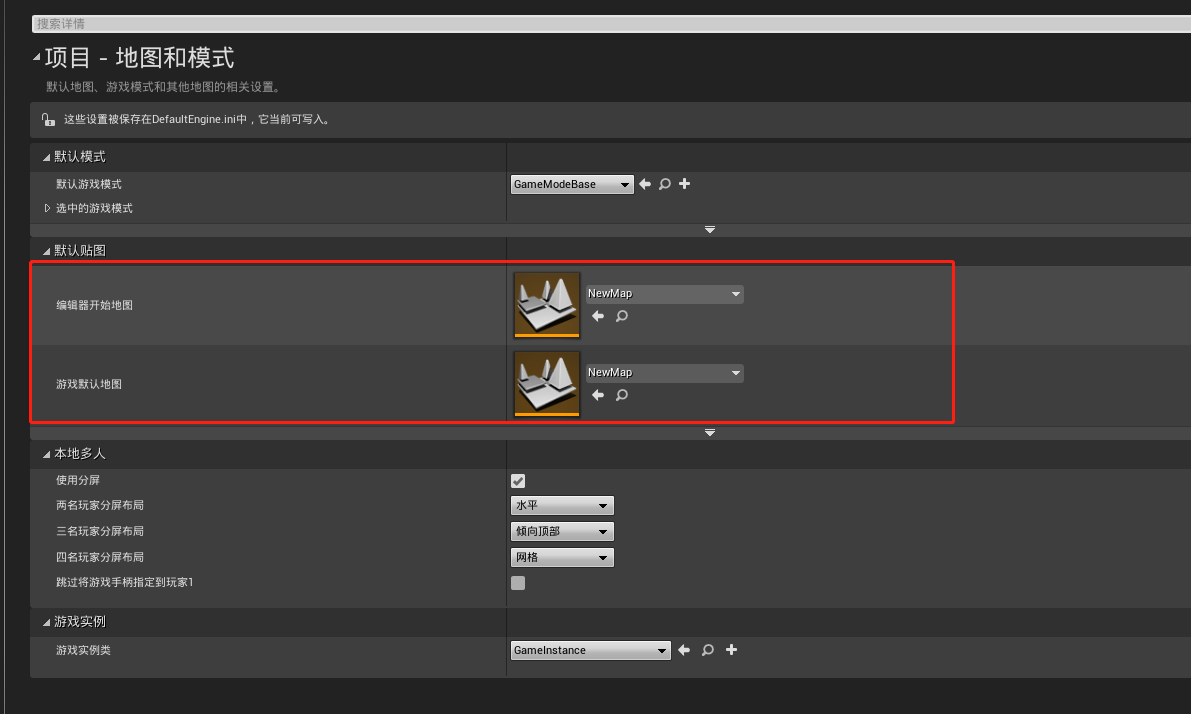 搜索详情
项目 - 地图和模式
默认地图、游戏模式和其他地图的相关设置。
这些设置被保存在DefaultEngine.ini中，它当前可写入。
默认模式
默认游戏模式 GameModeBase
选中的游戏模式
默认贴图
编辑器开始地图 NewMap
游戏默认地图 NewMap
本地多人
使用分屏
两名玩家分屏布局 水平
三名玩家分屏布局 倾向顶部
四名玩家分屏布局 网格
跳过将游戏手柄指定到玩家1
游戏实例
游戏实例类 GameInstance